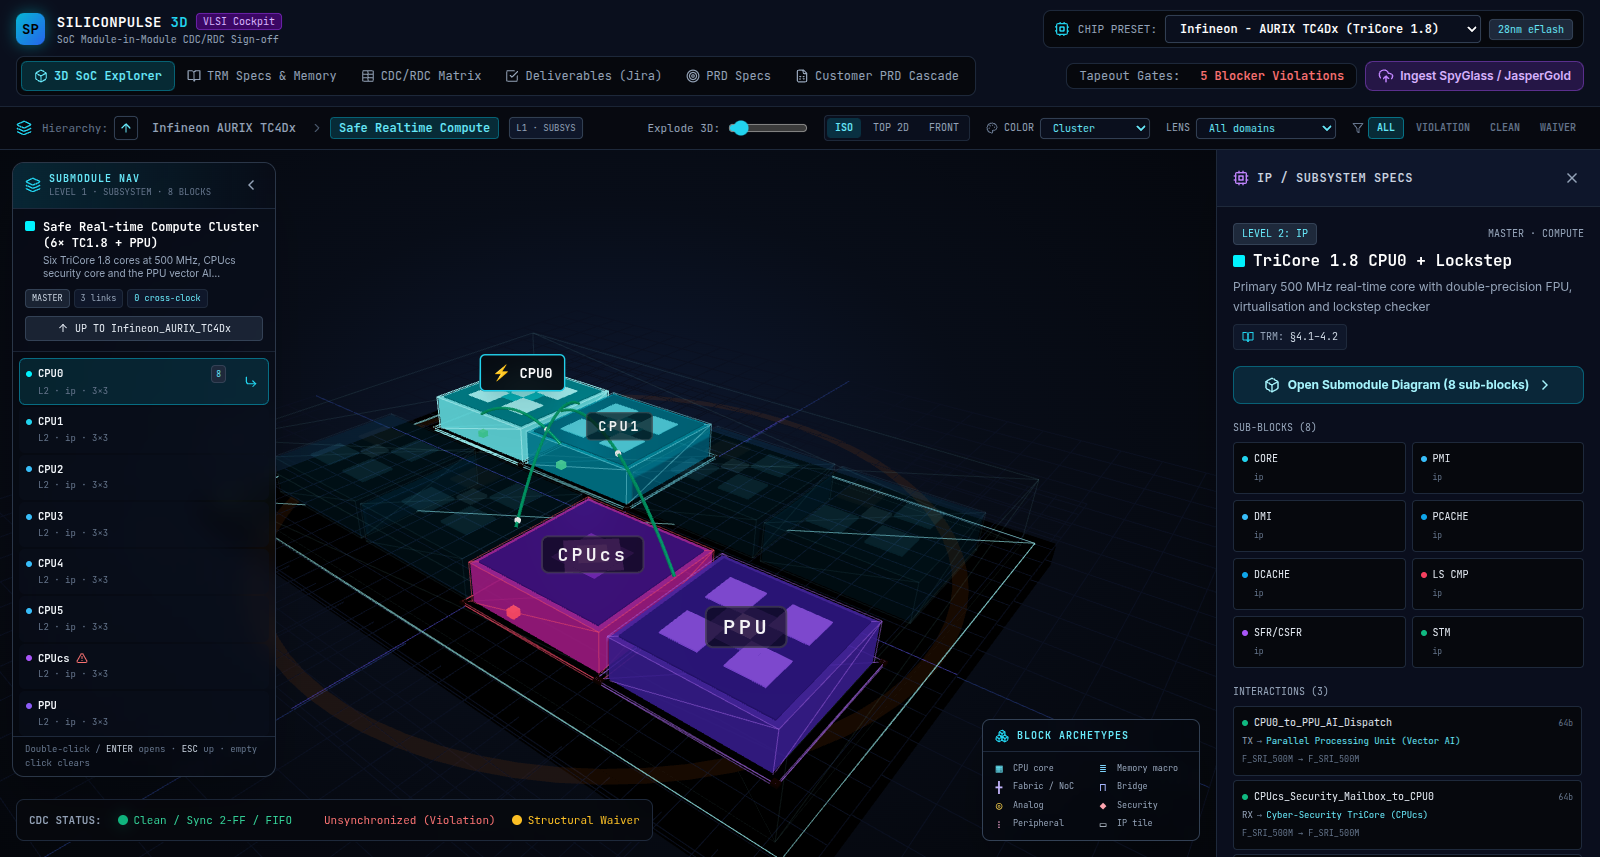 SP
SILICONPULSE 3D
VLSI Cockpit
SoC Module-in-Module CDC/RDC Sign-off
CHIP PRESET:
Infineon - AURIX TC4Dx (TriCore 1.8)
28nm eFlash
3D SoC Explorer
TRM Specs & Memory
CDC/RDC Matrix
Deliverables (Jira)
PRD Specs
Customer PRD Cascade
Tapeout Gates: 5 Blocker Violations
Ingest SpyGlass / JasperGold
Hierarchy:
Infineon AURIX TC4Dx
Safe Realtime Compute
L1 · SUBSYS
Explode 3D:
ISO
TOP 2D
FRONT
COLOR
Cluster
LENS
All domains
ALL
VIOLATION
CLEAN
WAIVER
SUBMODULE NAV
LEVEL 1 · SUBSYSTEM · 8 BLOCKS
Safe Real-time Compute Cluster
(6× TC1.8 + PPU)
Six TriCore 1.8 cores at 500 MHz, CPUcs
security core and the PPU vector AI...
MASTER
3 links
0 cross-clock
↑ UP TO Infineon_AURIX_TC4Dx
CPU0
8
L2 · ip · 3×3
CPU1
L2 · ip · 3×3
CPU2
L2 · ip · 3×3
CPU3
L2 · ip · 3×3
CPU4
L2 · ip · 3×3
CPU5
L2 · ip · 3×3
CPUcs
L2 · ip · 3×3
PPU
L2 · ip · 3×3
Double-click / ENTER opens · ESC up · empty
click clears
⚡ CPU0
CPU1
CPUcs
PPU
CDC STATUS:
Clean / Sync 2-FF / FIFO
Unsynchronized (Violation)
Structural Waiver
BLOCK ARCHETYPES
CPU core
Memory macro
Fabric / NoC
Bridge
Analog
Security
Peripheral
IP tile
IP / SUBSYSTEM SPECS
LEVEL 2: IP
MASTER · COMPUTE
TriCore 1.8 CPU0 + Lockstep
Primary 500 MHz real-time core with double-precision FPU,
virtualisation and lockstep checker
TRM: §4.1–4.2
Open Submodule Diagram (8 sub-blocks)
SUB-BLOCKS (8)
CORE
ip
PMI
ip
DMI
ip
PCACHE
ip
DCACHE
ip
LS CMP
ip
SFR/CSFR
ip
STM
ip
INTERACTIONS (3)
CPU0_to_PPU_AI_Dispatch
64b
TX → Parallel Processing Unit (Vector AI)
F_SRI_500M → F_SRI_500M
CPUcs_Security_Mailbox_to_CPU0
64b
RX → Cyber-Security TriCore (CPUcs)
F_SRI_500M → F_SRI_500M